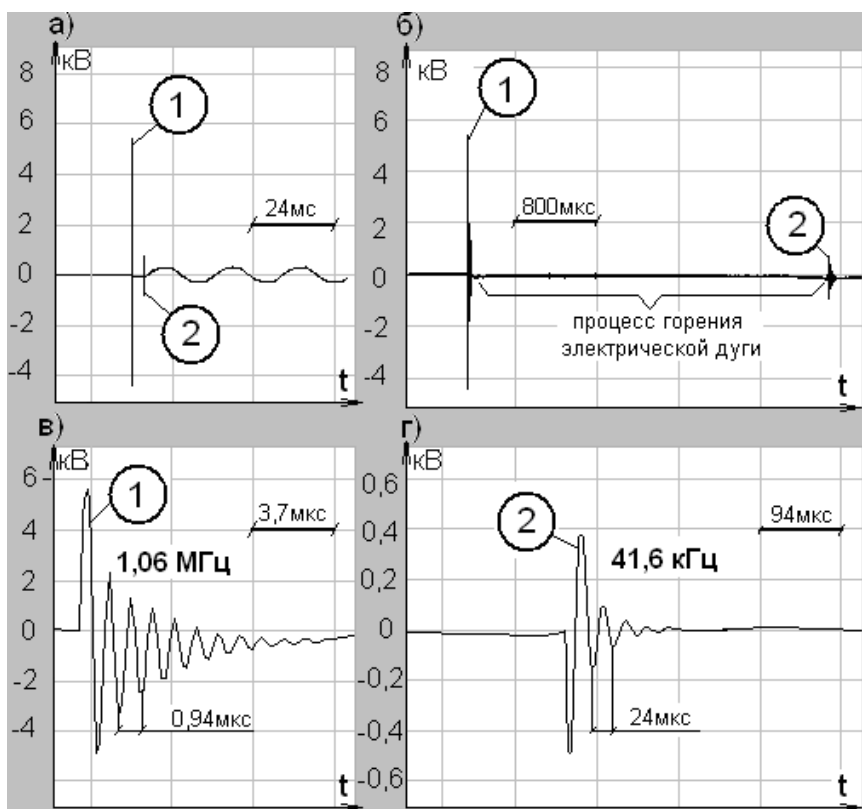 а)
кВ
8
6
4
2
0
-2
-4
1
24мс
2
t
б)
кВ
8
6
4
2
0
-2
-4
1
800мкс
2
процесс горения
электрической дуги
t
в)
кВ
6
4
2
0
-2
-4
1
3,7мкс
1,06 МГц
0,94мкс
t
г)
кВ
0,6
0,4
0,2
0
-0,2
-0,4
-0,6
2
94мкс
41,6 кГц
24мкс
t